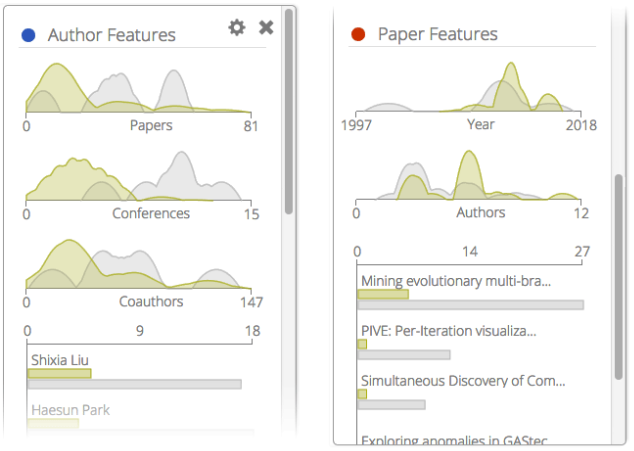 Author Features
0 Papers 81
0 Conferences 15
0 Coauthors 147
0 9 18
Shixia Liu
Haesun Park
Paper Features
1997 Year 2018
0 Authors 12
0 14 27
Mining evolutionary multi-bra...
PIVE: Per-Iteration visualiza...
Simultaneous Discovery of Com...
Exploring anomalies in GAStec